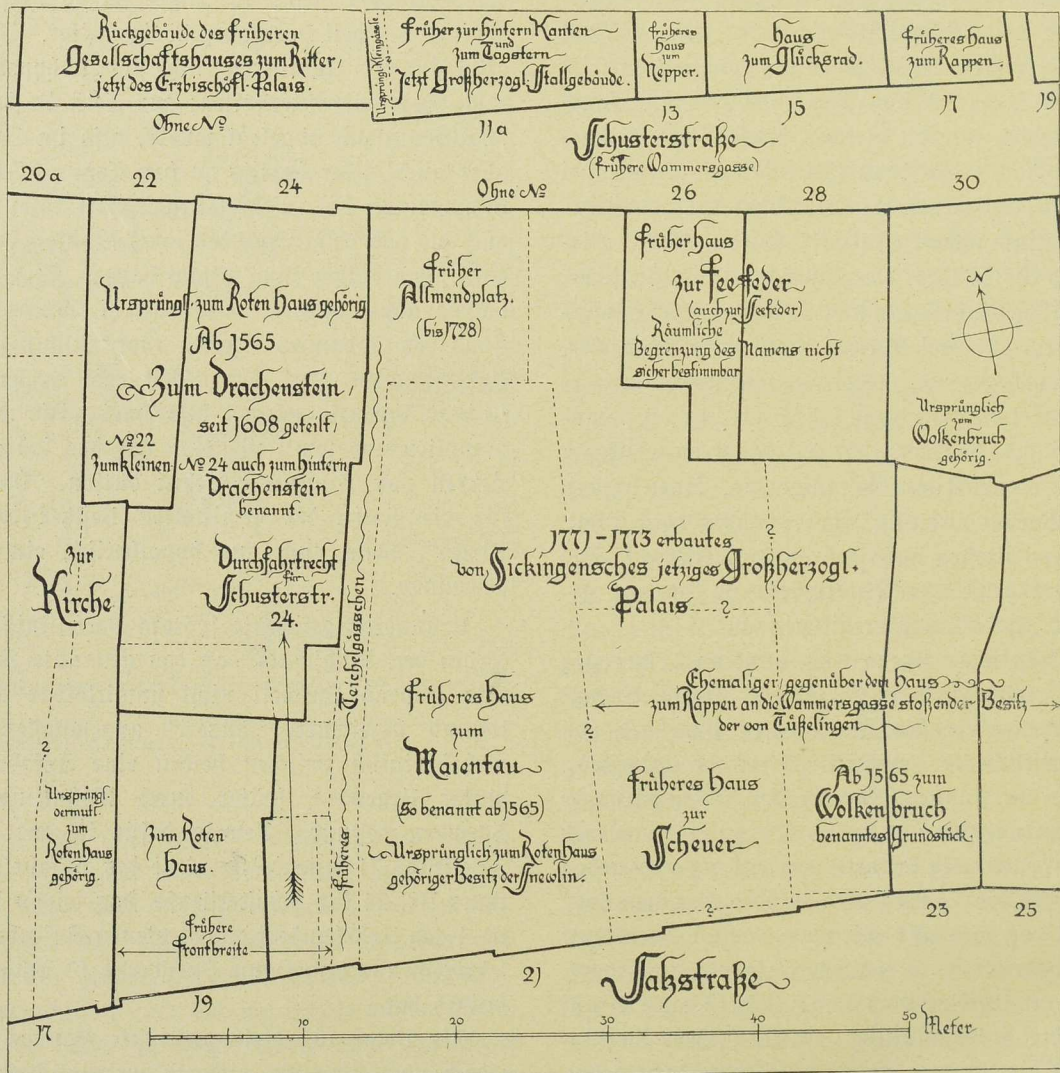 Rückgebäude des früheren
Gesellschaftshauses zum Ritter,
jetzt des Erzbischöfl. Palais.
Ohne No
Ursprüngl.
Früher zur hintern Kanten
und
zum Tagstern
Jetzt Großherzogl. Stallgebäude.
11a
früheres
Haus
zum
Nepper.
13
Haus
zum Glücksrad.
15
früheres Haus
zum Rappen.
17
19
Schusterstraße
(frühere Wammersgasse)
20a
22
24
Ohne No
26
28
30
Ursprüngl. zum Roten Haus gehörig
Ab 1565
Zum Drachenstein,
seit 1608 geteilt,
No 22
Zum kleinen
No 24 auch zum hintern
Drachenstein
benannt.
Durchfahrtrecht
für
Schusterstr.
24.
früher
Allmendplatz.
(bis 1728)
früher Haus
zur Feeffeder
(auch zur Seefeder)
Räumliche
Begrenzung des Namens nicht
sicher bestimmbar
N
Ursprünglich
zum
Wolkenbruch
gehörig.
zur
Kirche
früheres Teichelgässchen
1771-1773 erbautes
von Sickingensches jetziges Großherzogl.
Palais
?
?
?
?
?
Ehemaliger, gegenüber dem Haus
zum Rappen an die Wammersgasse stoßender Besitz
der von Tüßelingen
früheres Haus
zum
Maientau
(So benannt ab 1565)
Ursprünglich zum Roten Haus
gehöriger Besitz der Snewlin.
früheres Haus
zur
Scheuer
Ab 1565 zum
Wolkenbruch
benanntes Grundstück.
Ursprüngl.
vermutl.
zum
Roten Haus
gehörig.
zum Roten
Haus.
frühere
Frontbreite
17
19
21
23
25
Salzstraße
10
20
30
40
50 Meter